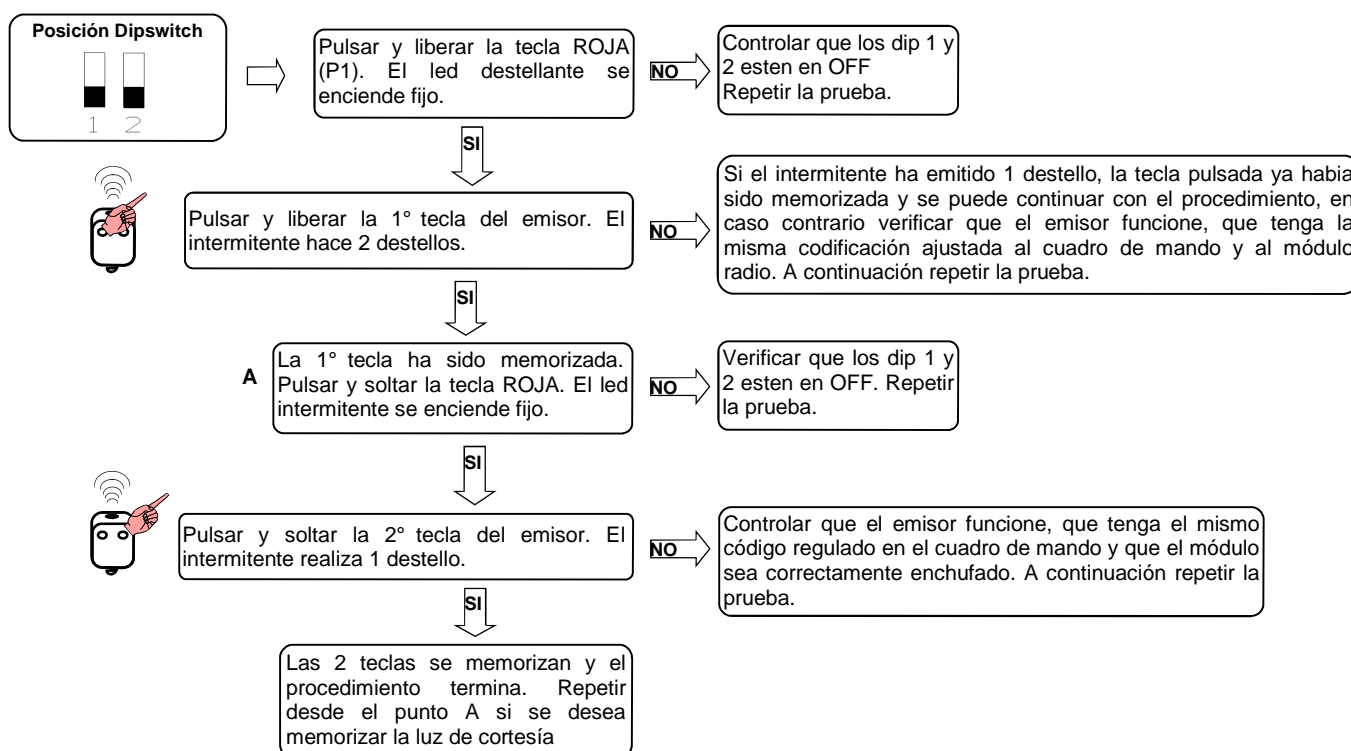 Posición Dipswitch
1 2
Pulsar y liberar la tecla ROJA
(P1). El led destellante se
enciende fijo.
NO
Controlar que los dip 1 y
2 esten en OFF
Repetir la prueba.
SI
Pulsar y liberar la 1° tecla del emisor. El
intermitente hace 2 destellos.
NO
Si el intermitente ha emitido 1 destello, la tecla pulsada ya habia
sido memorizada y se puede continuar con el procedimiento, en
caso contrario verificar que el emisor funcione, que tenga la
misma codificación ajustada al cuadro de mando y al módulo
radio. A continuación repetir la prueba.
SI
A
La 1° tecla ha sido memorizada.
Pulsar y soltar la tecla ROJA. El led
intermitente se enciende fijo.
NO
Verificar que los dip 1 y
2 esten en OFF. Repetir
la prueba.
SI
Pulsar y soltar la 2° tecla del emisor. El
intermitente realiza 1 destello.
NO
Controlar que el emisor funcione, que tenga el mismo
código regulado en el cuadro de mando y que el módulo
sea correctamente enchufado. A continuación repetir la
prueba.
SI
Las 2 teclas se memorizan y el
procedimiento termina. Repetir
desde el punto A si se desea
memorizar la luz de cortesía